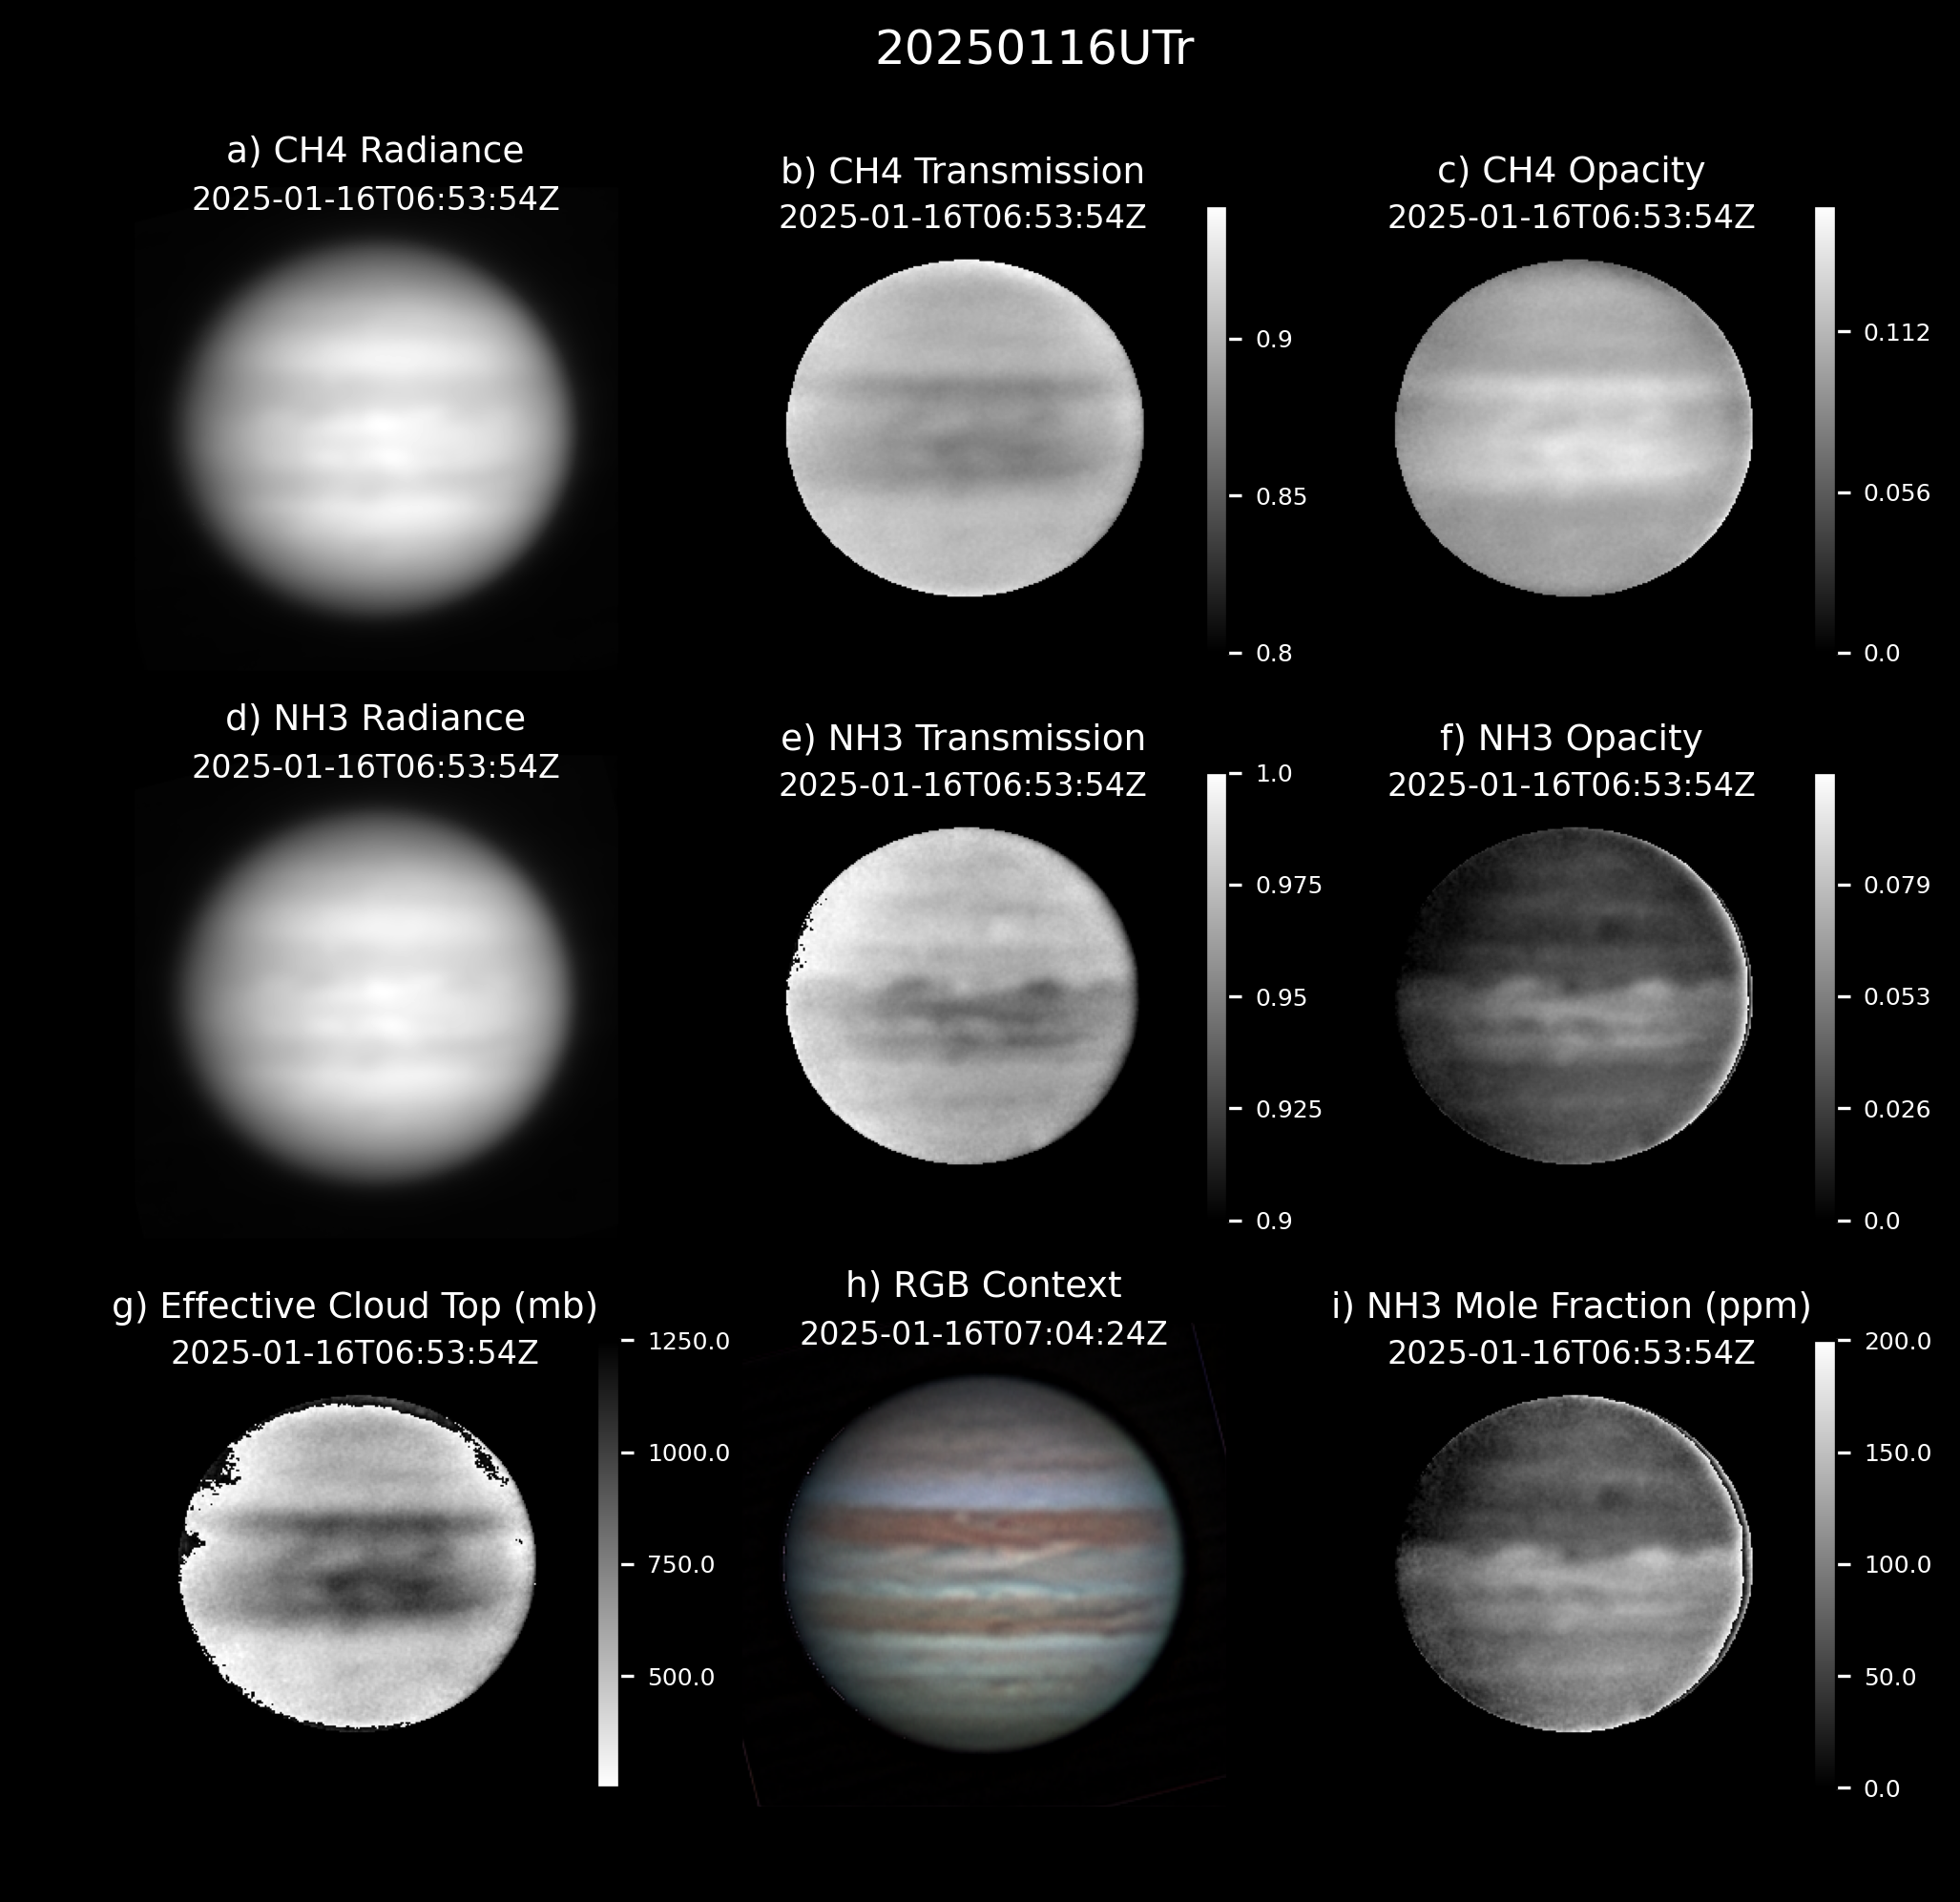 20250116UTr
a) CH4 Radiance
2025-01-16T06:53:54Z
b) CH4 Transmission
2025-01-16T06:53:54Z
0.9
0.85
0.8
c) CH4 Opacity
2025-01-16T06:53:54Z
0.112
0.056
0.0
d) NH3 Radiance
2025-01-16T06:53:54Z
e) NH3 Transmission
2025-01-16T06:53:54Z
1.0
0.975
0.95
0.925
0.9
f) NH3 Opacity
2025-01-16T06:53:54Z
0.079
0.053
0.026
0.0
g) Effective Cloud Top (mb)
2025-01-16T06:53:54Z
1250.0
1000.0
750.0
500.0
h) RGB Context
2025-01-16T07:04:24Z
i) NH3 Mole Fraction (ppm)
2025-01-16T06:53:54Z
200.0
150.0
100.0
50.0
0.0